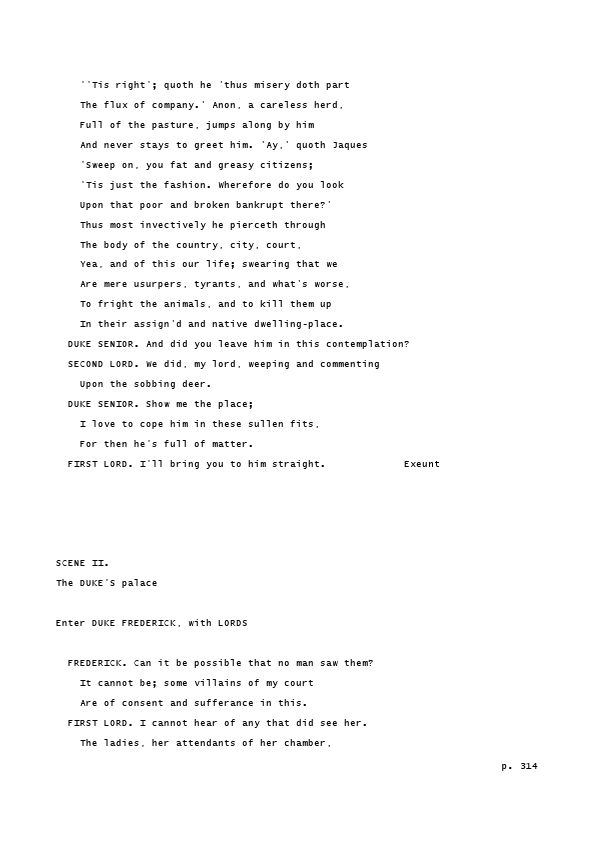 ''Tis right'; quoth he 'thus misery doth part
The flux of company.' Anon, a careless herd,
Full of the pasture, jumps along by him
And never stays to greet him. 'Ay,' quoth Jaques
'Sweep on, you fat and greasy citizens;
'Tis just the fashion. Wherefore do you look
Upon that poor and broken bankrupt there?'
Thus most invectively he pierceth through
The body of the country, city, court,
Yea, and of this our life; swearing that we
Are mere usurpers, tyrants, and what's worse,
To fright the animals, and to kill them up
In their assign'd and native dwelling-place.
DUKE SENIOR. And did you leave him in this contemplation?
SECOND LORD. We did, my lord, weeping and commenting
Upon the sobbing deer.
DUKE SENIOR. Show me the place;
I love to cope him in these sullen fits,
For then he's full of matter.
FIRST LORD. I'll bring you to him straight. Exeunt
SCENE II.
The DUKE'S palace
Enter DUKE FREDERICK, with LORDS
FREDERICK. Can it be possible that no man saw them?
It cannot be; some villains of my court
Are of consent and sufferance in this.
FIRST LORD. I cannot hear of any that did see her.
The ladies, her attendants of her chamber,
p. 314